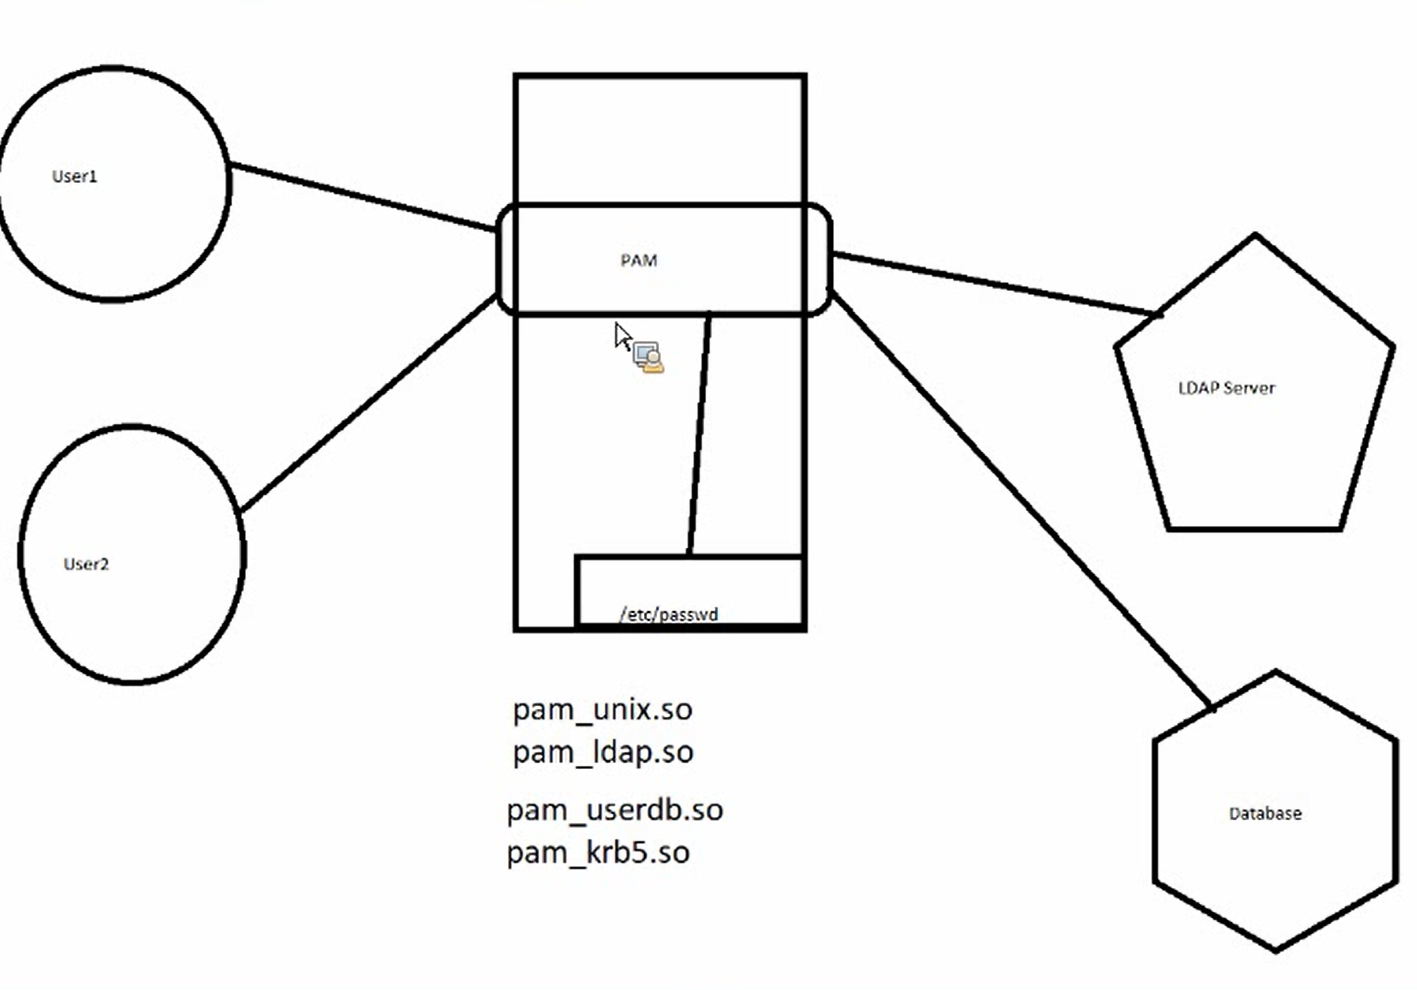 User1
PAM
LDAP Server
User2
/etc/passwd
pam_unix.so
pam_ldap.so
pam_userdb.so
pam_krb5.so
Database